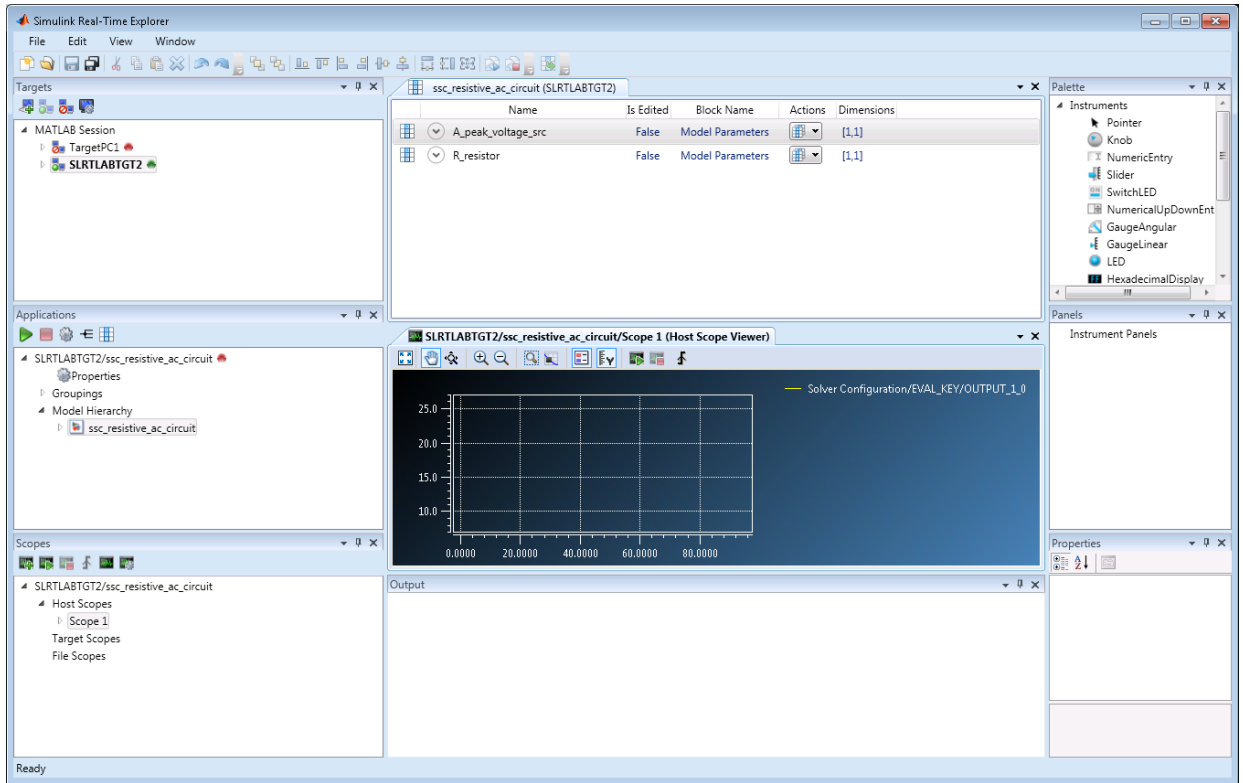 Simulink Real-Time Explorer
File Edit View Window
Targets
MATLAB Session
TargetPC1
SLRTLABTGT2
Applications
SLRTLABTGT2/ssc_resistive_ac_circuit
Properties
Groupings
Model Hierarchy
ssc_resistive_ac_circuit
Scopes
SLRTLABTGT2/ssc_resistive_ac_circuit
Host Scopes
Scope 1
Target Scopes
File Scopes
ssc_resistive_ac_circuit (SLRTLABTGT2)
Name Is Edited Block Name Actions Dimensions
A_peak_voltage_src False Model Parameters [1,1]
R_resistor False Model Parameters [1,1]
SLRTLABTGT2/ssc_resistive_ac_circuit/Scope 1 (Host Scope Viewer)
Solver Configuration/EVAL_KEY/OUTPUT_1_0
25.0
20.0
15.0
10.0
0.0000 20.0000 40.0000 60.0000 80.0000
Output
Palette
Instruments
Pointer
Knob
NumericEntry
Slider
SwitchLED
NumericalUpDownEnt
GaugeAngular
GaugeLinear
LED
HexadecimalDisplay
Panels
Instrument Panels
Properties
Ready